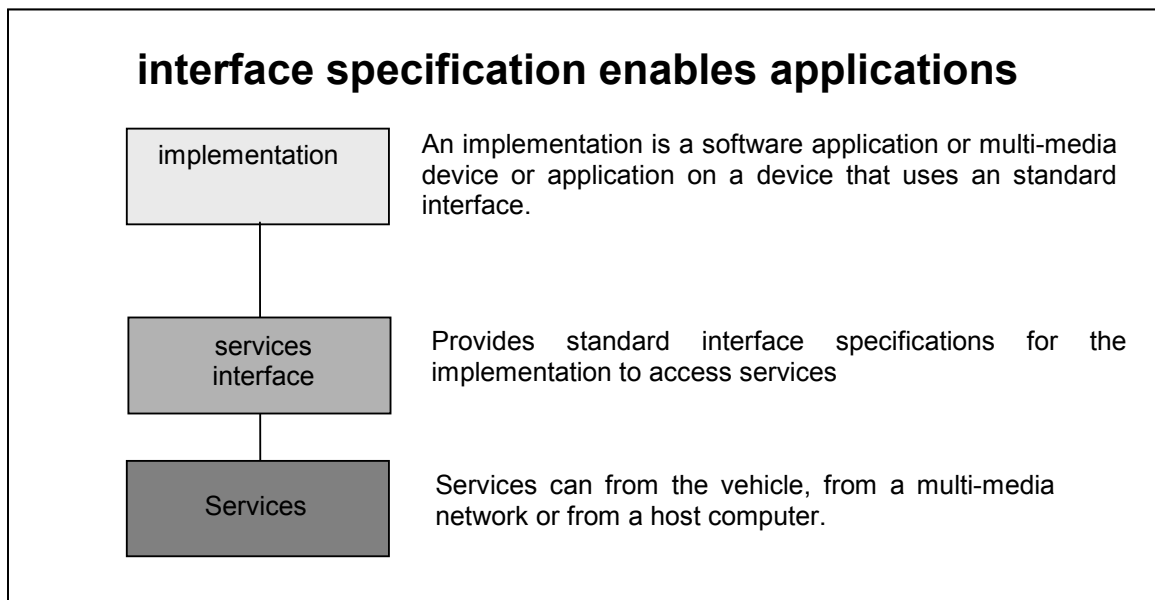 interface specification enables applications
implementation
An implementation is a software application or multi-media
device or application on a device that uses an standard
interface.
services
interface
Provides standard interface specifications for the
implementation to access services
Services
Services can from the vehicle, from a multi-media
network or from a host computer.